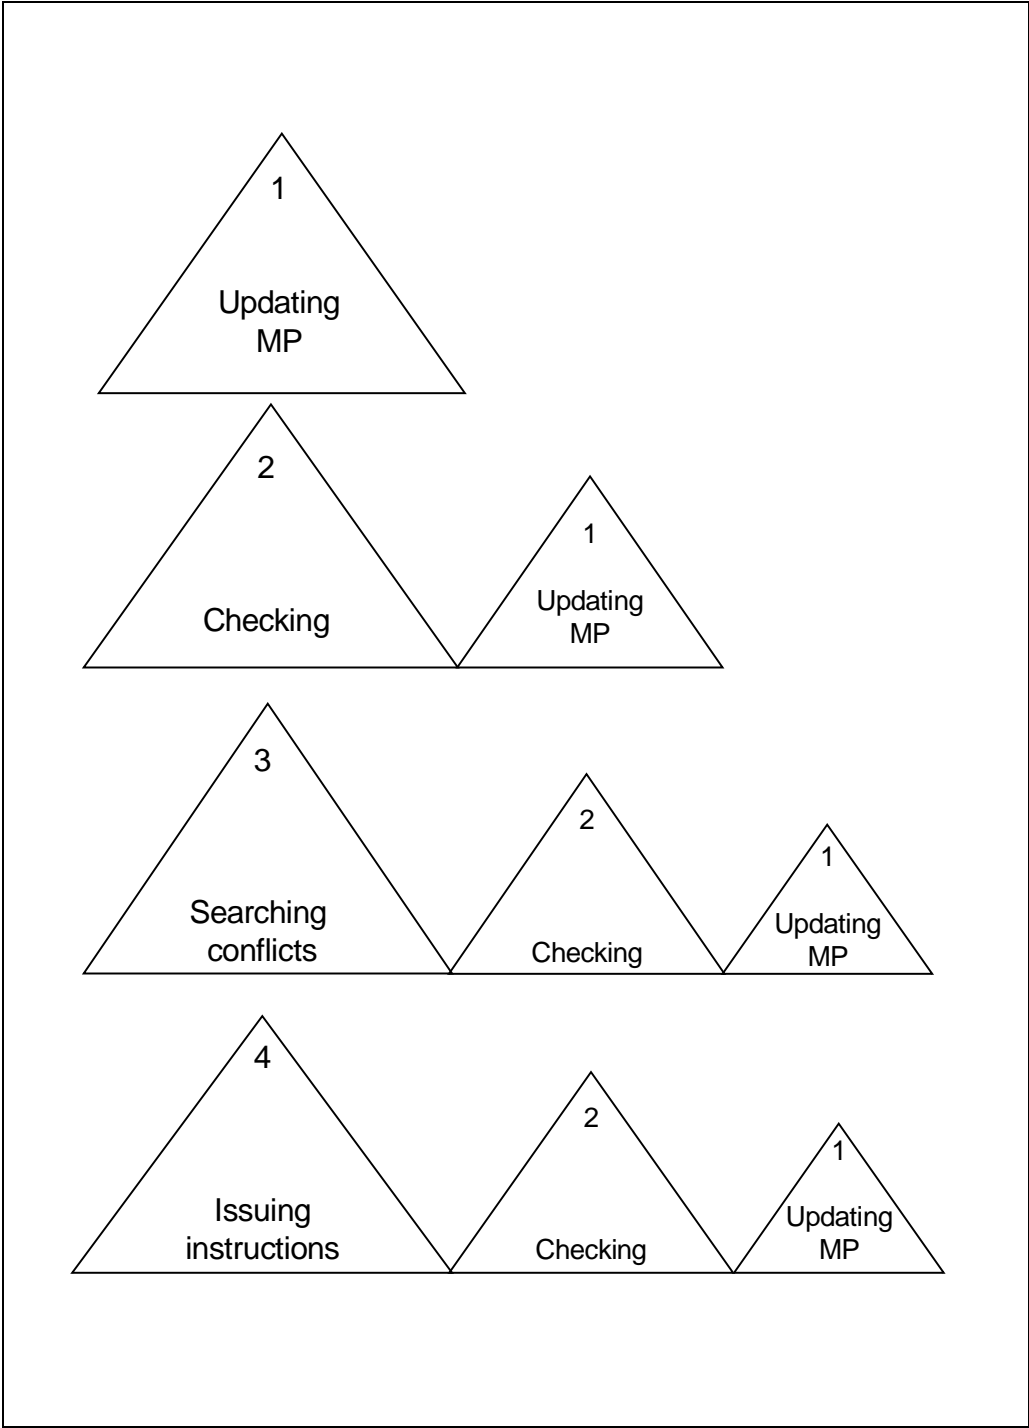 1
Updating
MP
2
Checking
1
Updating
MP
3
Searching
conflicts
2
Checking
1
Updating
MP
4
Issuing
instructions
2
Checking
1
Updating
MP